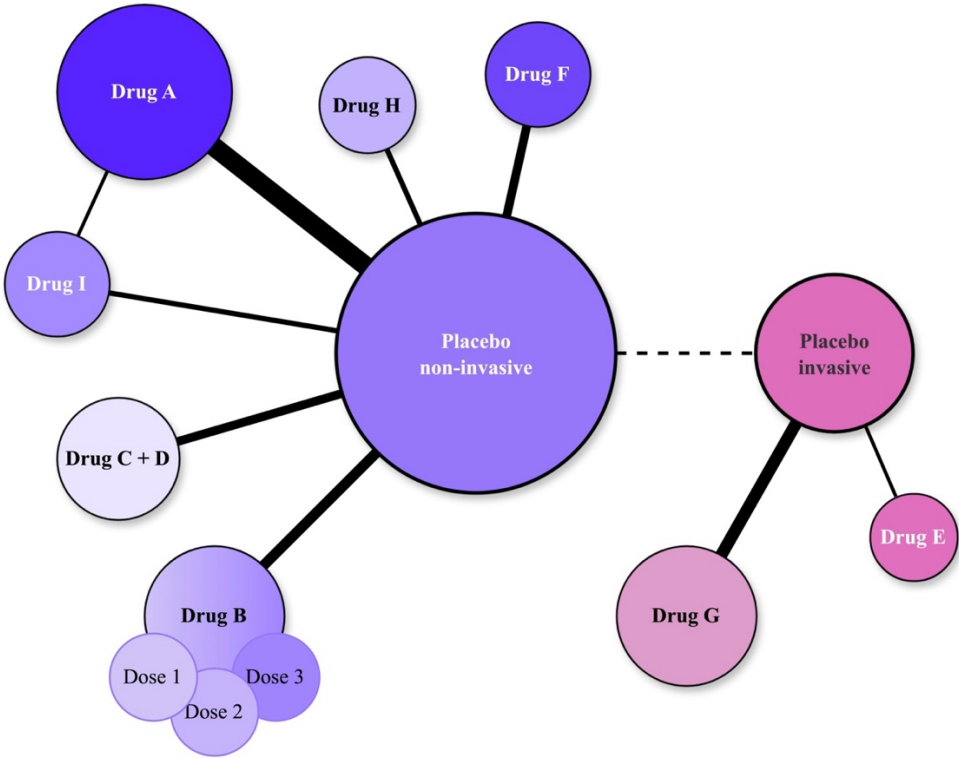 Drug A
Drug H
Drug F
Drug I
Placebo
non-invasive
Placebo
invasive
Drug C + D
Drug E
Drug B
Drug G
Dose 1
Dose 3
Dose 2